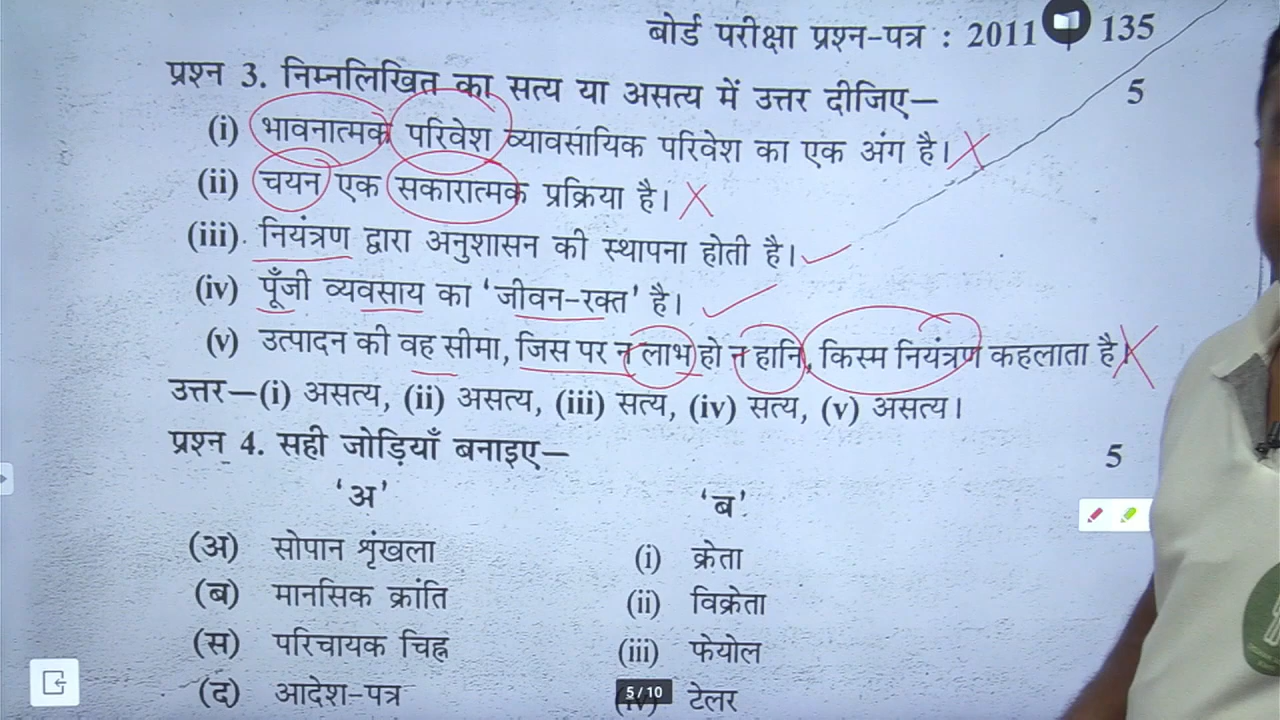 बोर्ड परीक्षा प्रश्न-पत्र : 2011 135
प्रश्न 3. निम्नलिखित का सत्य या असत्य में उत्तर दीजिए— 5
(i) भावनात्मक परिवेश व्यावसायिक परिवेश का एक अंग है।
(ii) चयन एक सकारात्मक प्रक्रिया है।
(iii) नियंत्रण द्वारा अनुशासन की स्थापना होती है।
(iv) पूँजी व्यवसाय का ‘जीवन-रक्त’ है।
(v) उत्पादन की वह सीमा, जिस पर न लाभ हो न हानि, किस्म नियंत्रण कहलाता है।
उत्तर—(i) असत्य, (ii) असत्य, (iii) सत्य, (iv) सत्य, (v) असत्य।
प्रश्न 4. सही जोड़ियाँ बनाइए— 5
‘अ’ ‘ब’
(अ) सोपान शृंखला (i) क्रेता
(ब) मानसिक क्रांति (ii) विक्रेता
(स) परिचायक चिह्न (iii) फेयोल
(द) आदेश-पत्र (iv) टेलर
5 / 10